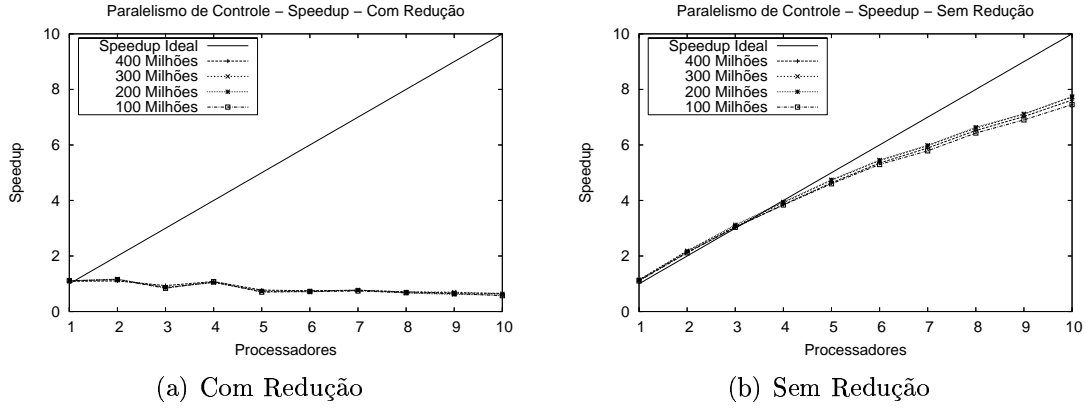 Paralelismo de Controle – Speedup – Com Redução
10
8
6
4
2
0
Speedup
Speedup Ideal
400 Milhões
300 Milhões
200 Milhões
100 Milhões
1 2 3 4 5 6 7 8 9 10
Processadores
(a) Com Redução
Paralelismo de Controle – Speedup – Sem Redução
10
8
6
4
2
0
Speedup
Speedup Ideal
400 Milhões
300 Milhões
200 Milhões
100 Milhões
1 2 3 4 5 6 7 8 9 10
Processadores
(b) Sem Redução